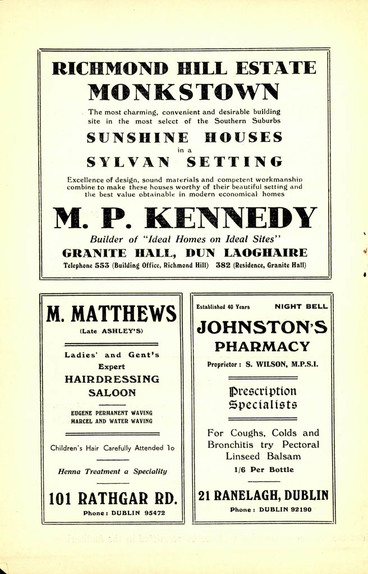 RICHMOND HILL ESTATE
MONKSTOWN
The most charming, convenient and desirable building
site in the most select of the Southern Suburbs
SUNSHINE HOUSES
in a
SYLVAN SETTING
Excellence of design, sound materials and competent workmanship
combine to make these houses worthy of their beautiful setting and
the best value obtainable in modern economical homes
M. P. KENNEDY
Builder of "Ideal Homes on Ideal Sites"
GRANITE HALL, DUN LAOGHAIRE
Telephone 553 (Building Office, Richmond Hill) 382 (Residence, Granite Hall)
M. MATTHEWS
(Late ASHLEY'S)
Ladies' and Gent's
Expert
HAIRDRESSING
SALOON
EUGENE PERMANENT WAVING
MARCEL AND WATER WAVING
Children's Hair Carefully Attended To
Henna Treatment a Speciality
101 RATHGAR RD.
Phone: DUBLIN 95472
Established 40 Years NIGHT BELL
JOHNSTON'S
PHARMACY
Proprietor: S. WILSON, M.P.S.I.
Prescription
Specialists
For Coughs, Colds and
Bronchitis try Pectoral
Linseed Balsam
1/6 Per Bottle
21 RANELAGH, DUBLIN
Phone: DUBLIN 92190